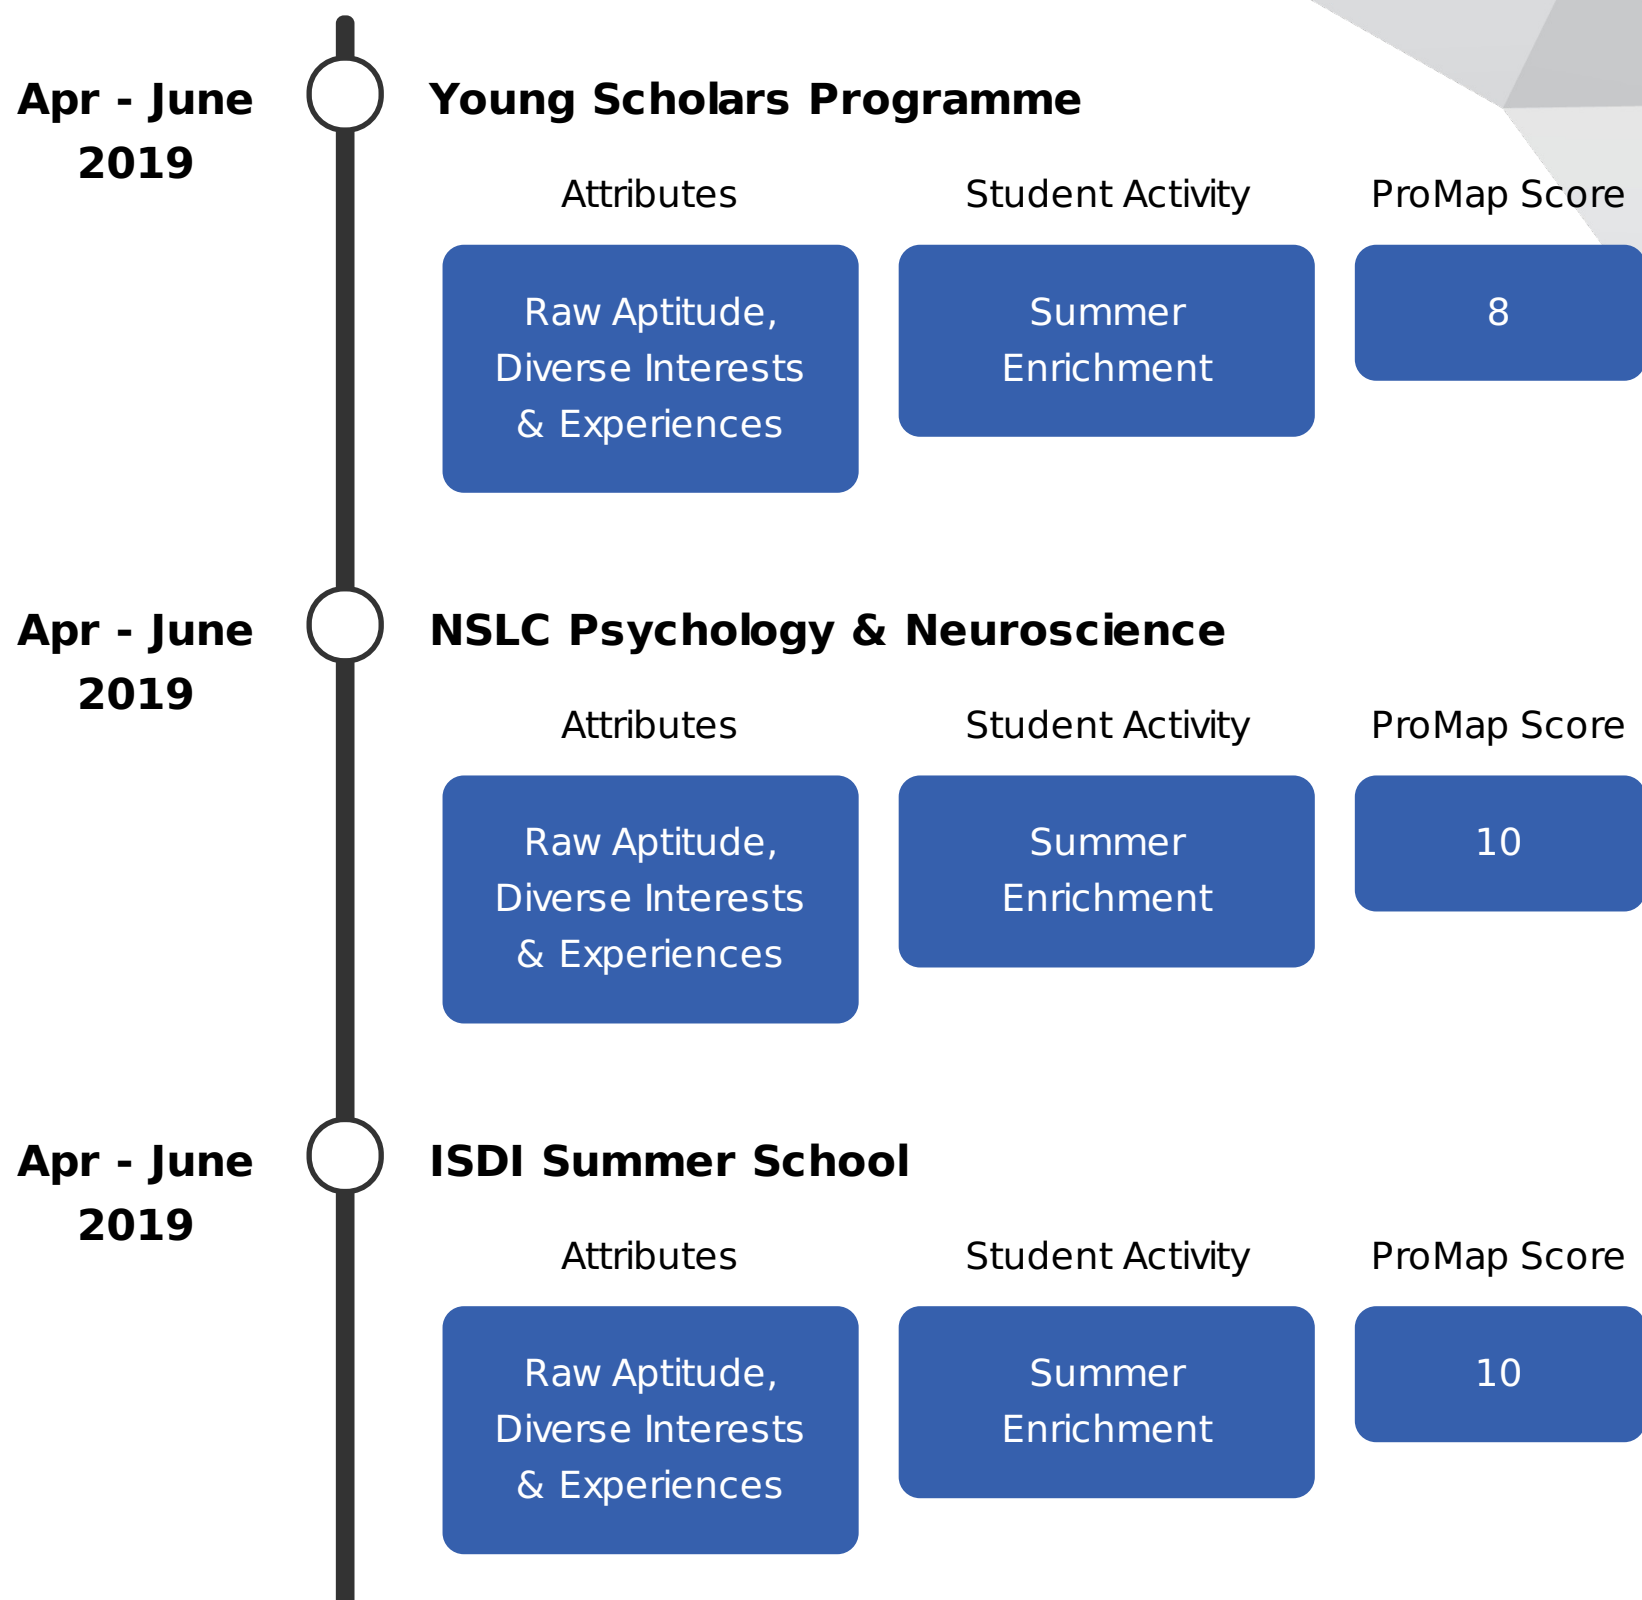 Apr - June
2019
Young Scholars Programme
Attributes
Student Activity
ProMap Score
Raw Aptitude,
Diverse Interests
& Experiences
Summer
Enrichment
8
Apr - June
2019
NSLC Psychology & Neuroscience
Attributes
Student Activity
ProMap Score
Raw Aptitude,
Diverse Interests
& Experiences
Summer
Enrichment
10
Apr - June
2019
ISDI Summer School
Attributes
Student Activity
ProMap Score
Raw Aptitude,
Diverse Interests
& Experiences
Summer
Enrichment
10